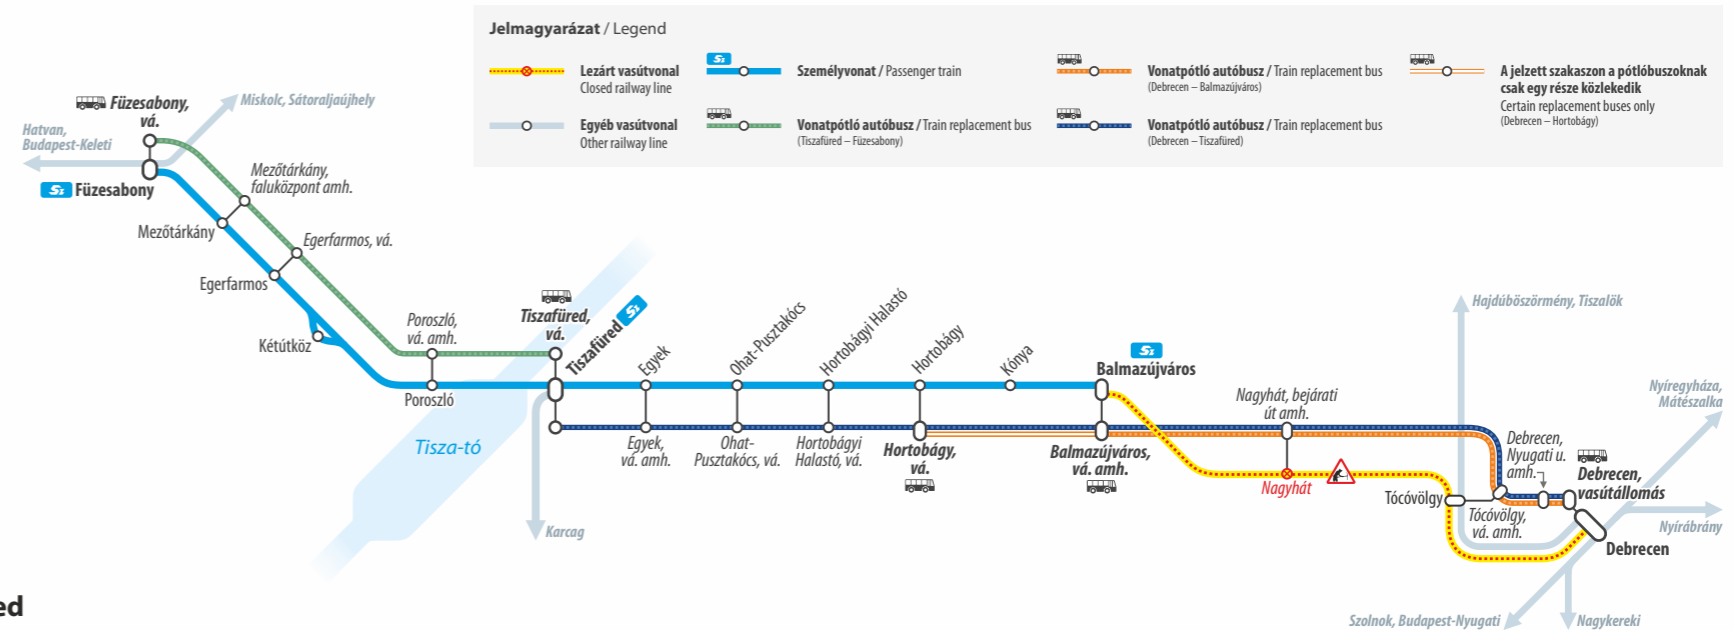 Jelmagyarázat / Legend
Lezárt vasútvonal
Closed railway line
Egyéb vasútvonal
Other railway line
Sz
Személyvonat / Passenger train
Vonatpótló autóbusz / Train replacement bus
(Tiszafüred – Füzesabony)
Vonatpótló autóbusz / Train replacement bus
(Debrecen – Balmazújváros)
Vonatpótló autóbusz / Train replacement bus
(Debrecen – Tiszafüred)
A jelzett szakaszon a pótlóbuszoknak
csak egy része közlekedik
Certain replacement buses only
(Debrecen – Hortobágy)
Füzesabony,
vá.
Miskolc, Sátoraljaújhely
Hatvan,
Budapest-Keleti
Sz Füzesabony
Mezőtárkány,
faluközpont amh.
Mezőtárkány
Egerfarmos, vá.
Egerfarmos
Kétútköz
Poroszló,
vá. amh.
Poroszló
Tiszafüred,
vá.
Tiszafüred Sz
Tisza-tó
Karcag
Egyek
Ohat-Pusztakócs
Hortobágyi Halastó
Hortobágy
Kónya
Sz
Balmazújváros
Egyek,
vá. amh.
Ohat-
Pusztakócs, vá.
Hortobágyi
Halastó, vá.
Hortobágy,
vá.
Balmazújváros,
vá. amh.
Nagyhát, bejárati
út amh.
Nagyhát
Hajdúböszörmény, Tiszalök
Nyíregyháza,
Mátészalka
Debrecen,
Nyugati u.
amh.
Debrecen,
vasútállomás
Tócóvölgy
Tócóvölgy,
vá. amh.
Nyírábrány
Debrecen
Szolnok, Budapest-Nyugati
Nagykereki
ed